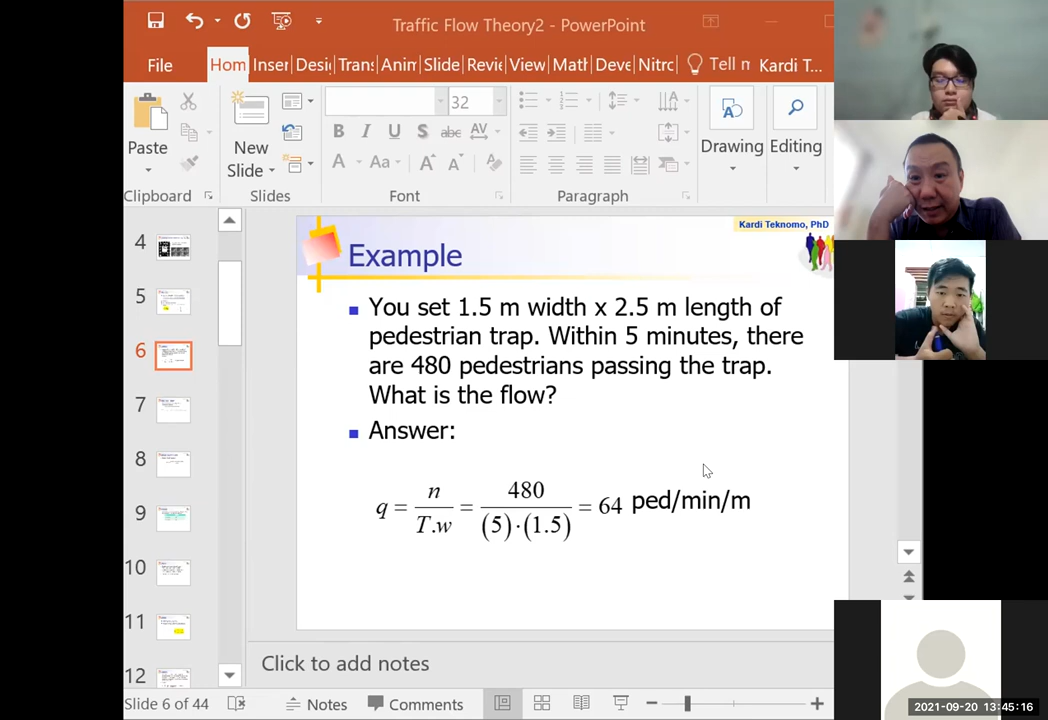 Traffic Flow Theory2 - PowerPoint
File Hom Inser Desi Tran Anim Slide Revie View Math Deve Nitro Tell m Kardi T...
32
Paste
New
Slide
B I U S abc AV
A Aa A A
Drawing
Editing
Clipboard Slides Font Paragraph
4
5
6
7
8
9
10
11
12
Kardi Teknomo, PhD
Example
You set 1.5 m width x 2.5 m length of
pedestrian trap. Within 5 minutes, there
are 480 pedestrians passing the trap.
What is the flow?
Answer:
q = n / T.w = 480 / (5)·(1.5) = 64 ped/min/m
Click to add notes
Slide 6 of 44 Notes Comments
2021-09-20 13:45:16